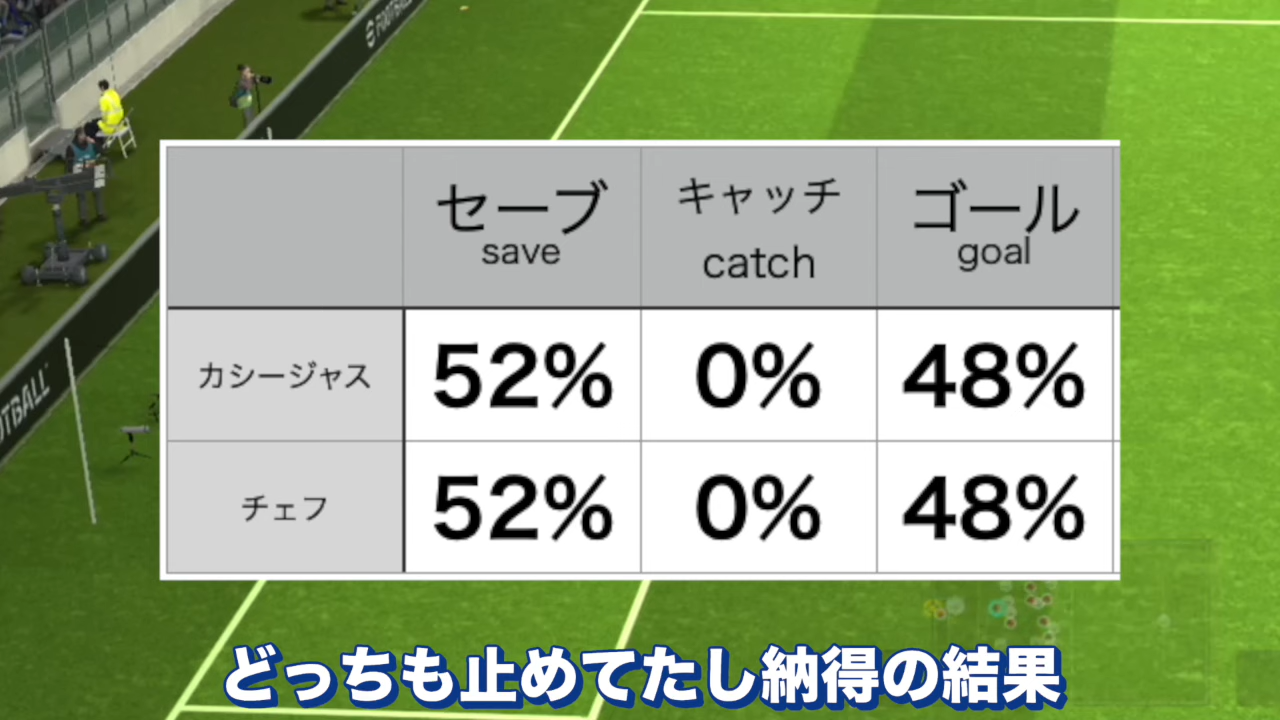 FOOTBALL
OTBALL
セーブ
save
キャッチ
catch
ゴール
goal
カシージャス
52%
0%
48%
チェフ
52%
0%
48%
どっちも止めてたし納得の結果